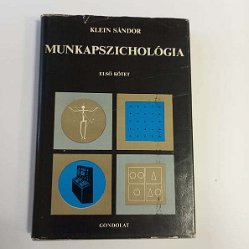 KLEIN SÁNDOR
MUNKAPSZICHOLÓGIA
ELSŐ KÖTET
GONDOLAT